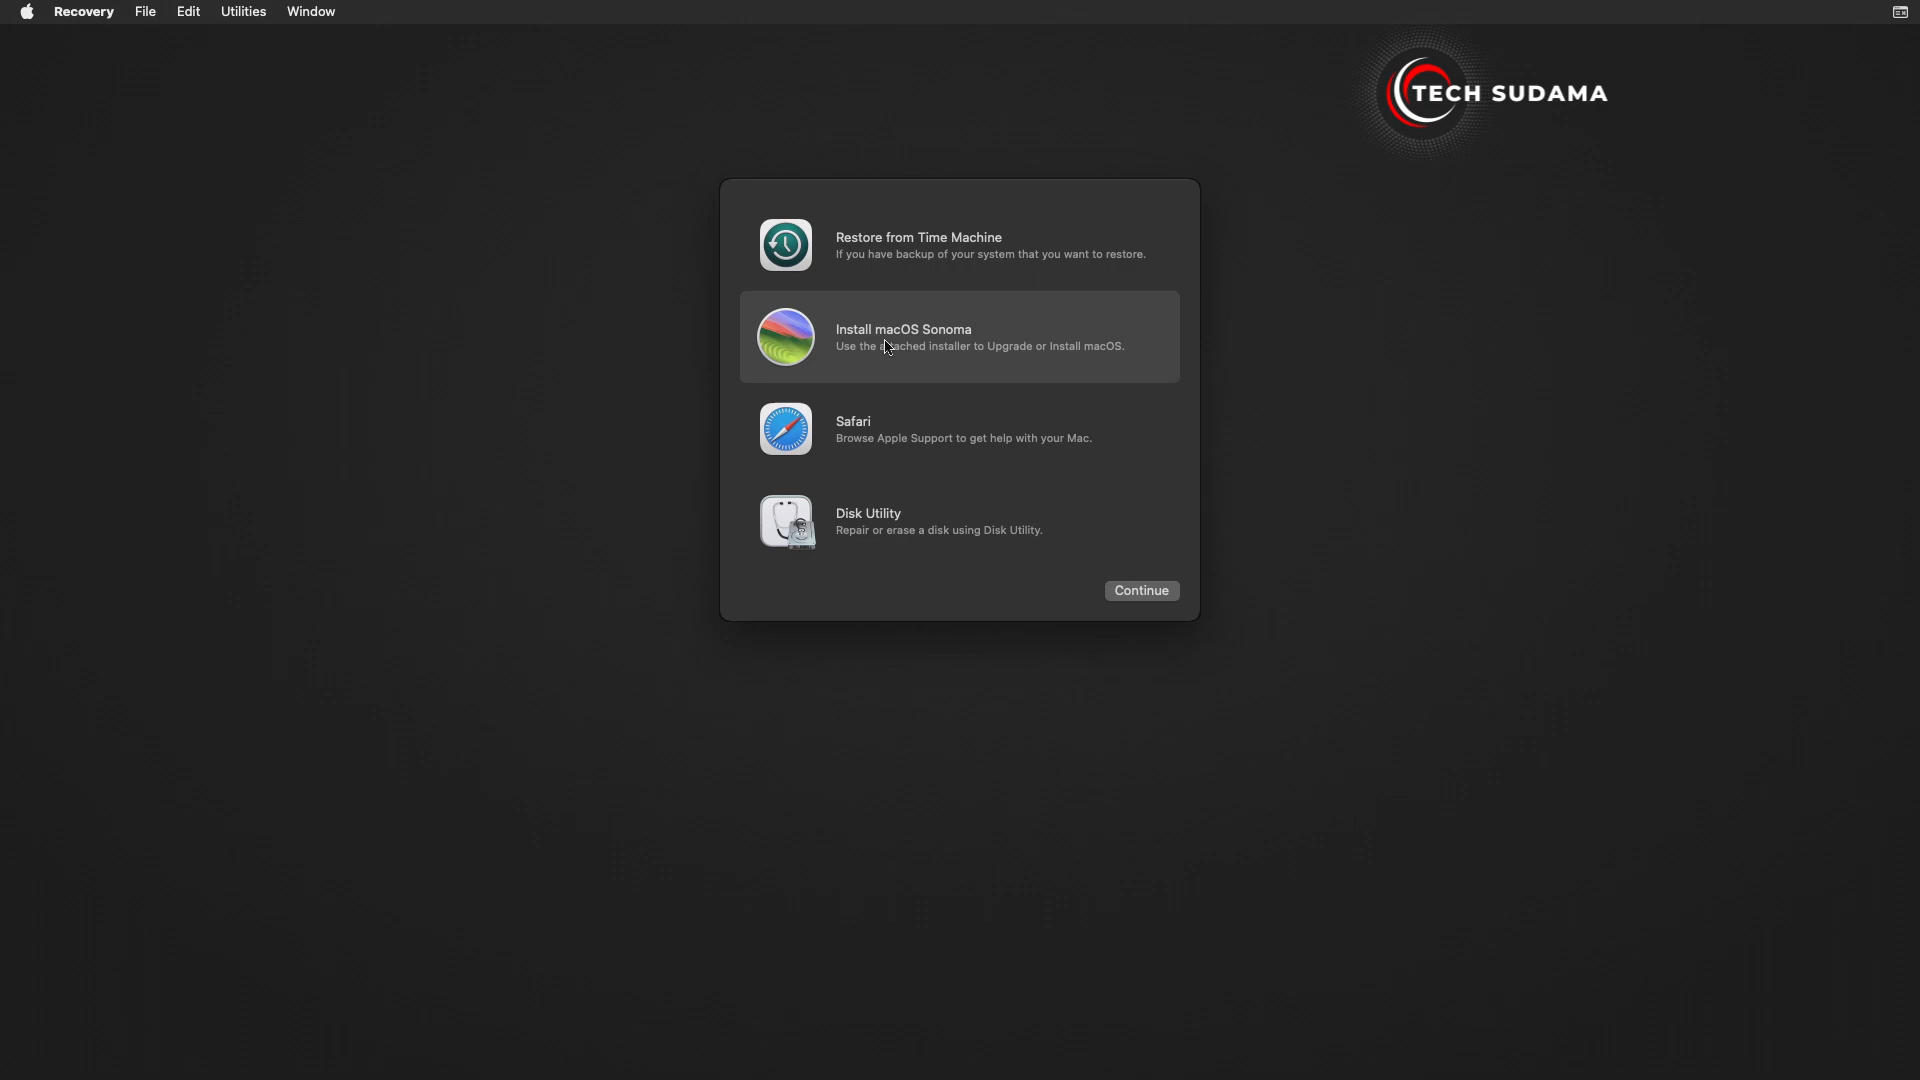 Recovery File Edit Utilities Window
TECH SUDAMA
Restore from Time Machine
If you have backup of your system that you want to restore.
Install macOS Sonoma
Use the attached installer to Upgrade or Install macOS.
Safari
Browse Apple Support to get help with your Mac.
Disk Utility
Repair or erase a disk using Disk Utility.
Continue